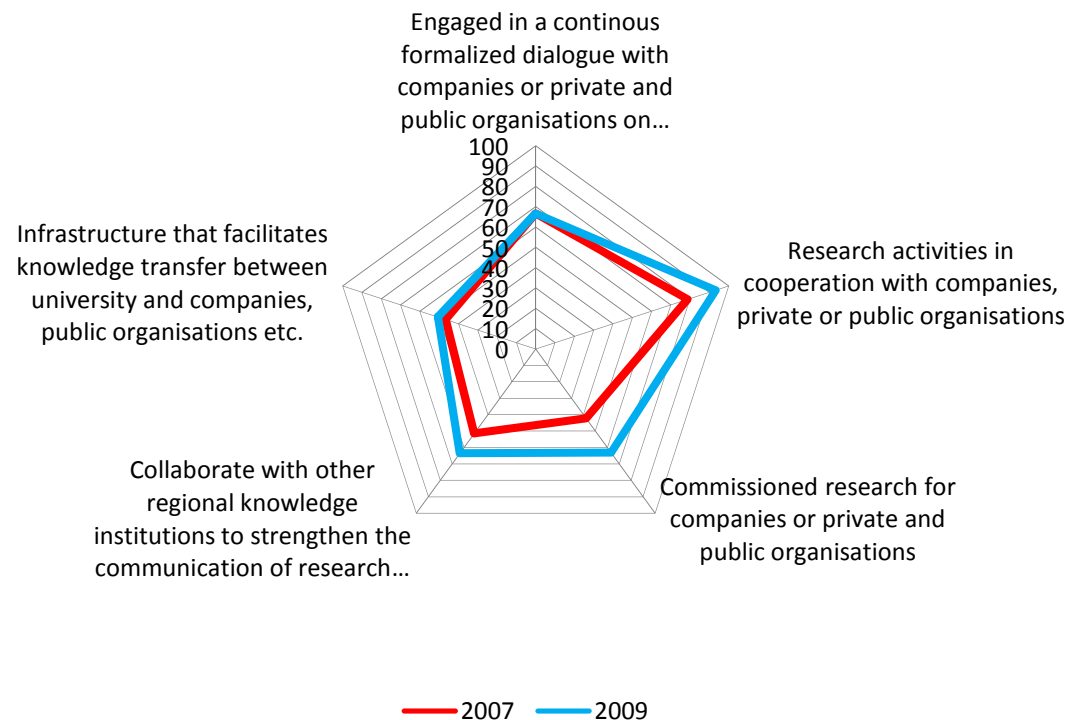 Engaged in a continous
formalized dialogue with
companies or private and
public organisations on…
100
90
80
70
60
50
40
30
20
10
0
Research activities in
cooperation with companies,
private or public organisations
Commissioned research for
companies or private and
public organisations
Collaborate with other
regional knowledge
institutions to strengthen the
communication of research…
Infrastructure that facilitates
knowledge transfer between
university and companies,
public organisations etc.
2007 2009